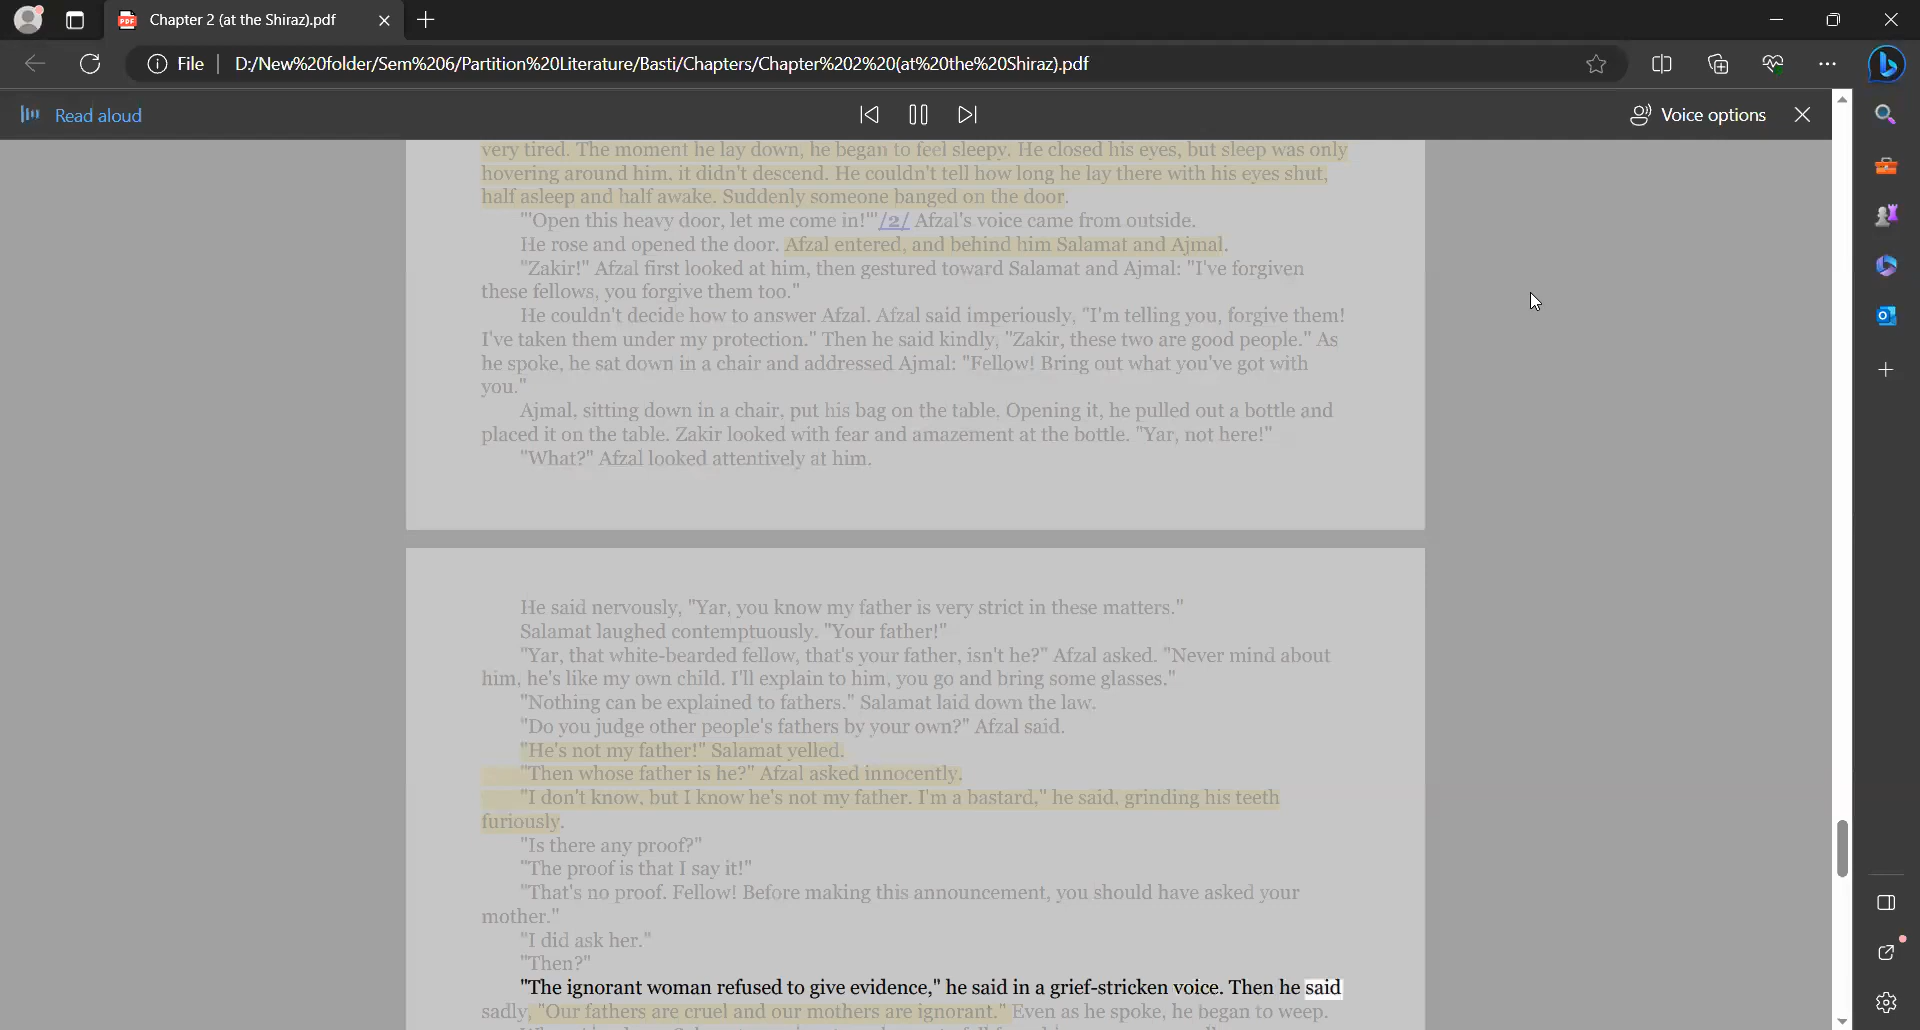 Chapter 2 (at the Shiraz).pdf
File
D:/New%20folder/Sem%206/Partition%20Literature/Basti/Chapters/Chapter%202%20(at%20the%20Shiraz).pdf
Read aloud
Voice options
very tired. The moment he lay down, he began to feel sleepy. He closed his eyes, but sleep was only
hovering around him, it didn't descend. He couldn't tell how long he lay there with his eyes shut,
half asleep and half awake. Suddenly someone banged on the door.
"'Open this heavy door, let me come in!'" /2/ Afzal's voice came from outside.
He rose and opened the door. Afzal entered, and behind him Salamat and Ajmal.
"Zakir!" Afzal first looked at him, then gestured toward Salamat and Ajmal: "I've forgiven
these fellows, you forgive them too."
He couldn't decide how to answer Afzal. Afzal said imperiously, "I'm telling you, forgive them!
I've taken them under my protection." Then he said kindly, "Zakir, these two are good people." As
he spoke, he sat down in a chair and addressed Ajmal: "Fellow! Bring out what you've got with
you."
Ajmal, sitting down in a chair, put his bag on the table. Opening it, he pulled out a bottle and
placed it on the table. Zakir looked with fear and amazement at the bottle. "Yar, not here!"
"What?" Afzal looked attentively at him.
He said nervously, "Yar, you know my father is very strict in these matters."
Salamat laughed contemptuously. "Your father!"
"Yar, that white-bearded fellow, that's your father, isn't he?" Afzal asked. "Never mind about
him, he's like my own child. I'll explain to him, you go and bring some glasses."
"Nothing can be explained to fathers." Salamat laid down the law.
"Do you judge other people's fathers by your own?" Afzal said.
"He's not my father!" Salamat yelled.
"Then whose father is he?" Afzal asked innocently.
"I don't know, but I know he's not my father. I'm a bastard," he said, grinding his teeth
furiously.
"Is there any proof?"
"The proof is that I say it!"
"That's no proof. Fellow! Before making this announcement, you should have asked your
mother."
"I did ask her."
"Then?"
"The ignorant woman refused to give evidence," he said in a grief-stricken voice. Then he said
sadly, "Our fathers are cruel and our mothers are ignorant." Even as he spoke, he began to weep.